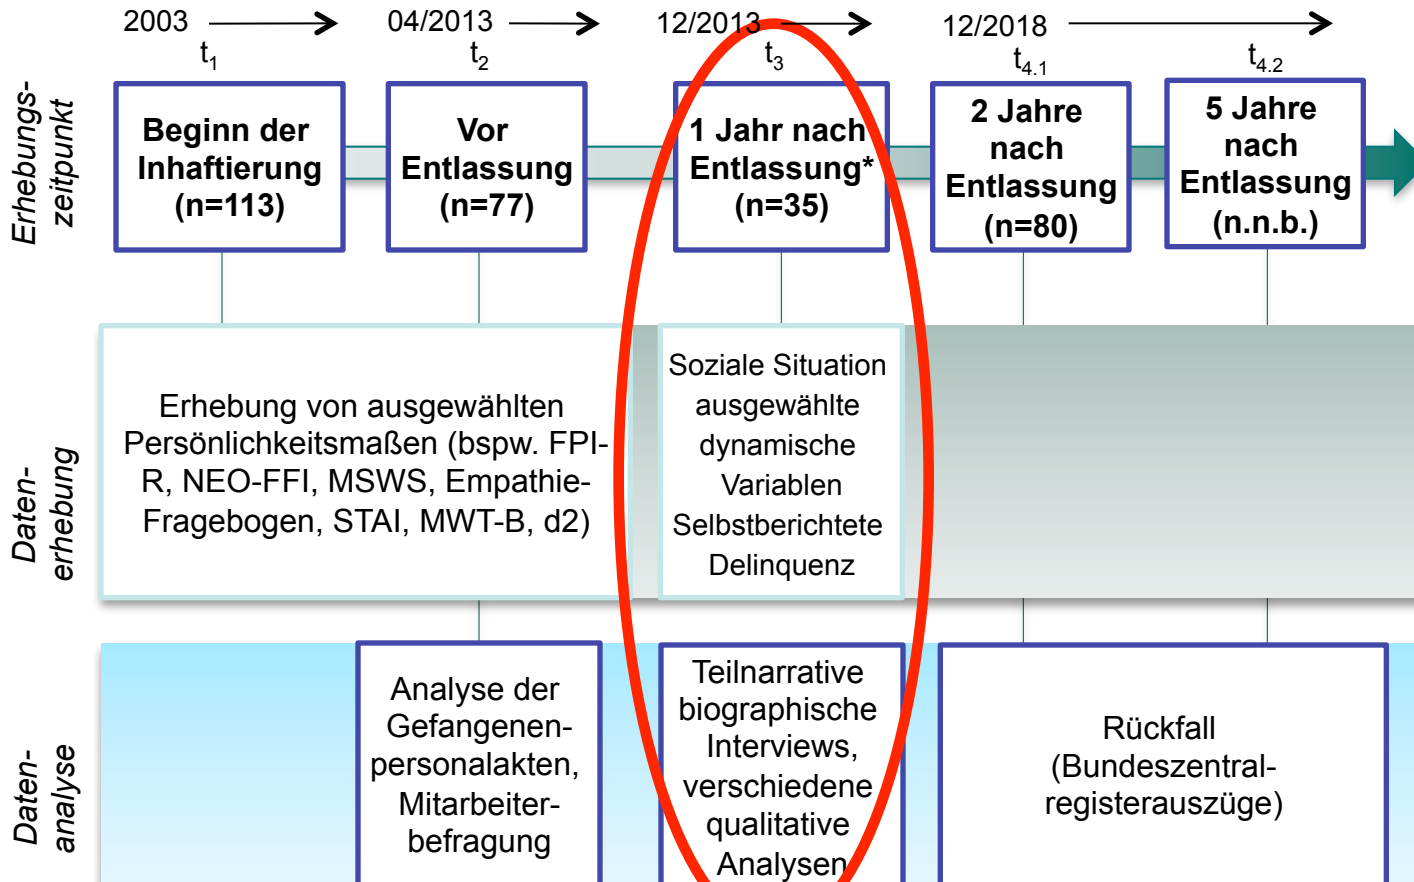 2003
t1
04/2013
t2
12/2013
t3
12/2018
t4.1
t4.2
Erhebungs-
zeitpunkt
Beginn der
Inhaftierung
(n=113)
Vor
Entlassung
(n=77)
1 Jahr nach
Entlassung*
(n=35)
2 Jahre
nach
Entlassung
(n=80)
5 Jahre
nach
Entlassung
(n.n.b.)
Daten-
erhebung
Erhebung von ausgewählten
Persönlichkeitsmaßen (bspw. FPI-
R, NEO-FFI, MSWS, Empathie-
Fragebogen, STAI, MWT-B, d2)
Soziale Situation
ausgewählte
dynamische
Variablen
Selbstberichtete
Delinquenz
Daten-
analyse
Analyse der
Gefangenen-
personalakten,
Mitarbeiter-
befragung
Teilnarrative
biographische
Interviews,
verschiedene
qualitative
Analysen
Rückfall
(Bundeszentral-
registerauszüge)